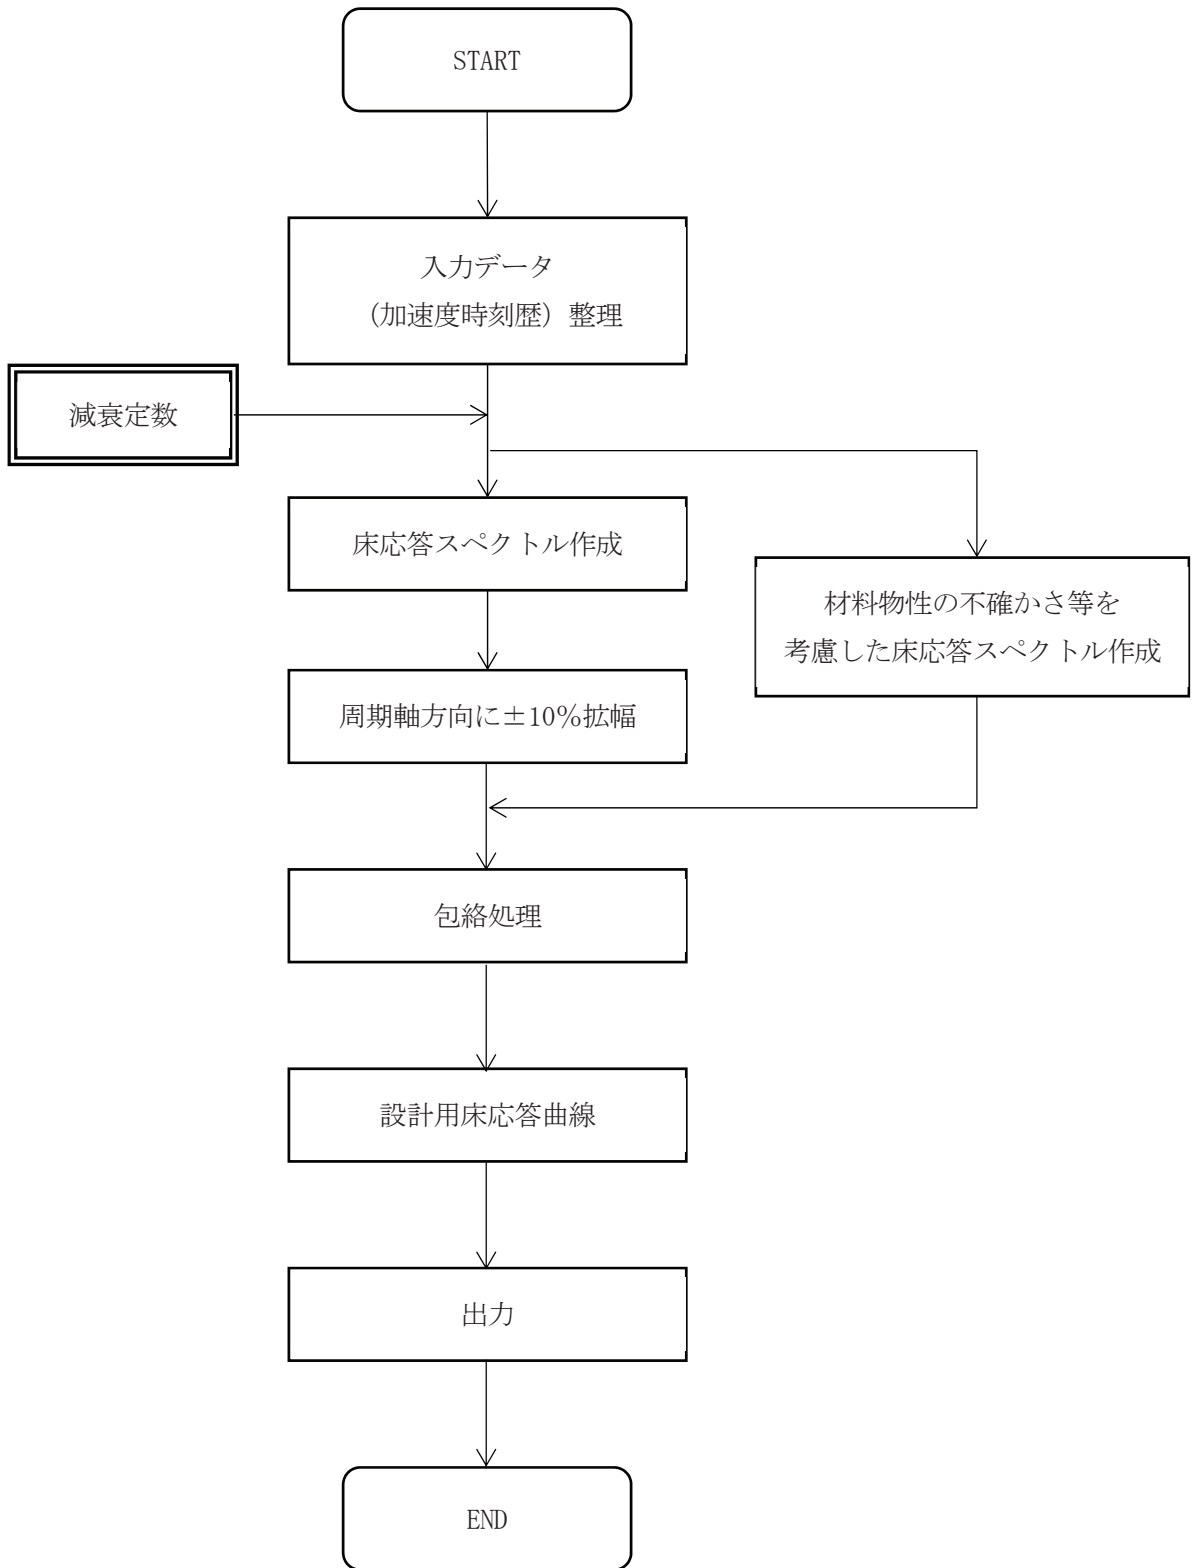 START
入力データ
（加速度時刻歴）整理
減衰定数
床応答スペクトル作成
材料物性の不確かさ等を
考慮した床応答スペクトル作成
周期軸方向に±10％拡幅
包絡処理
設計用床応答曲線
出力
END